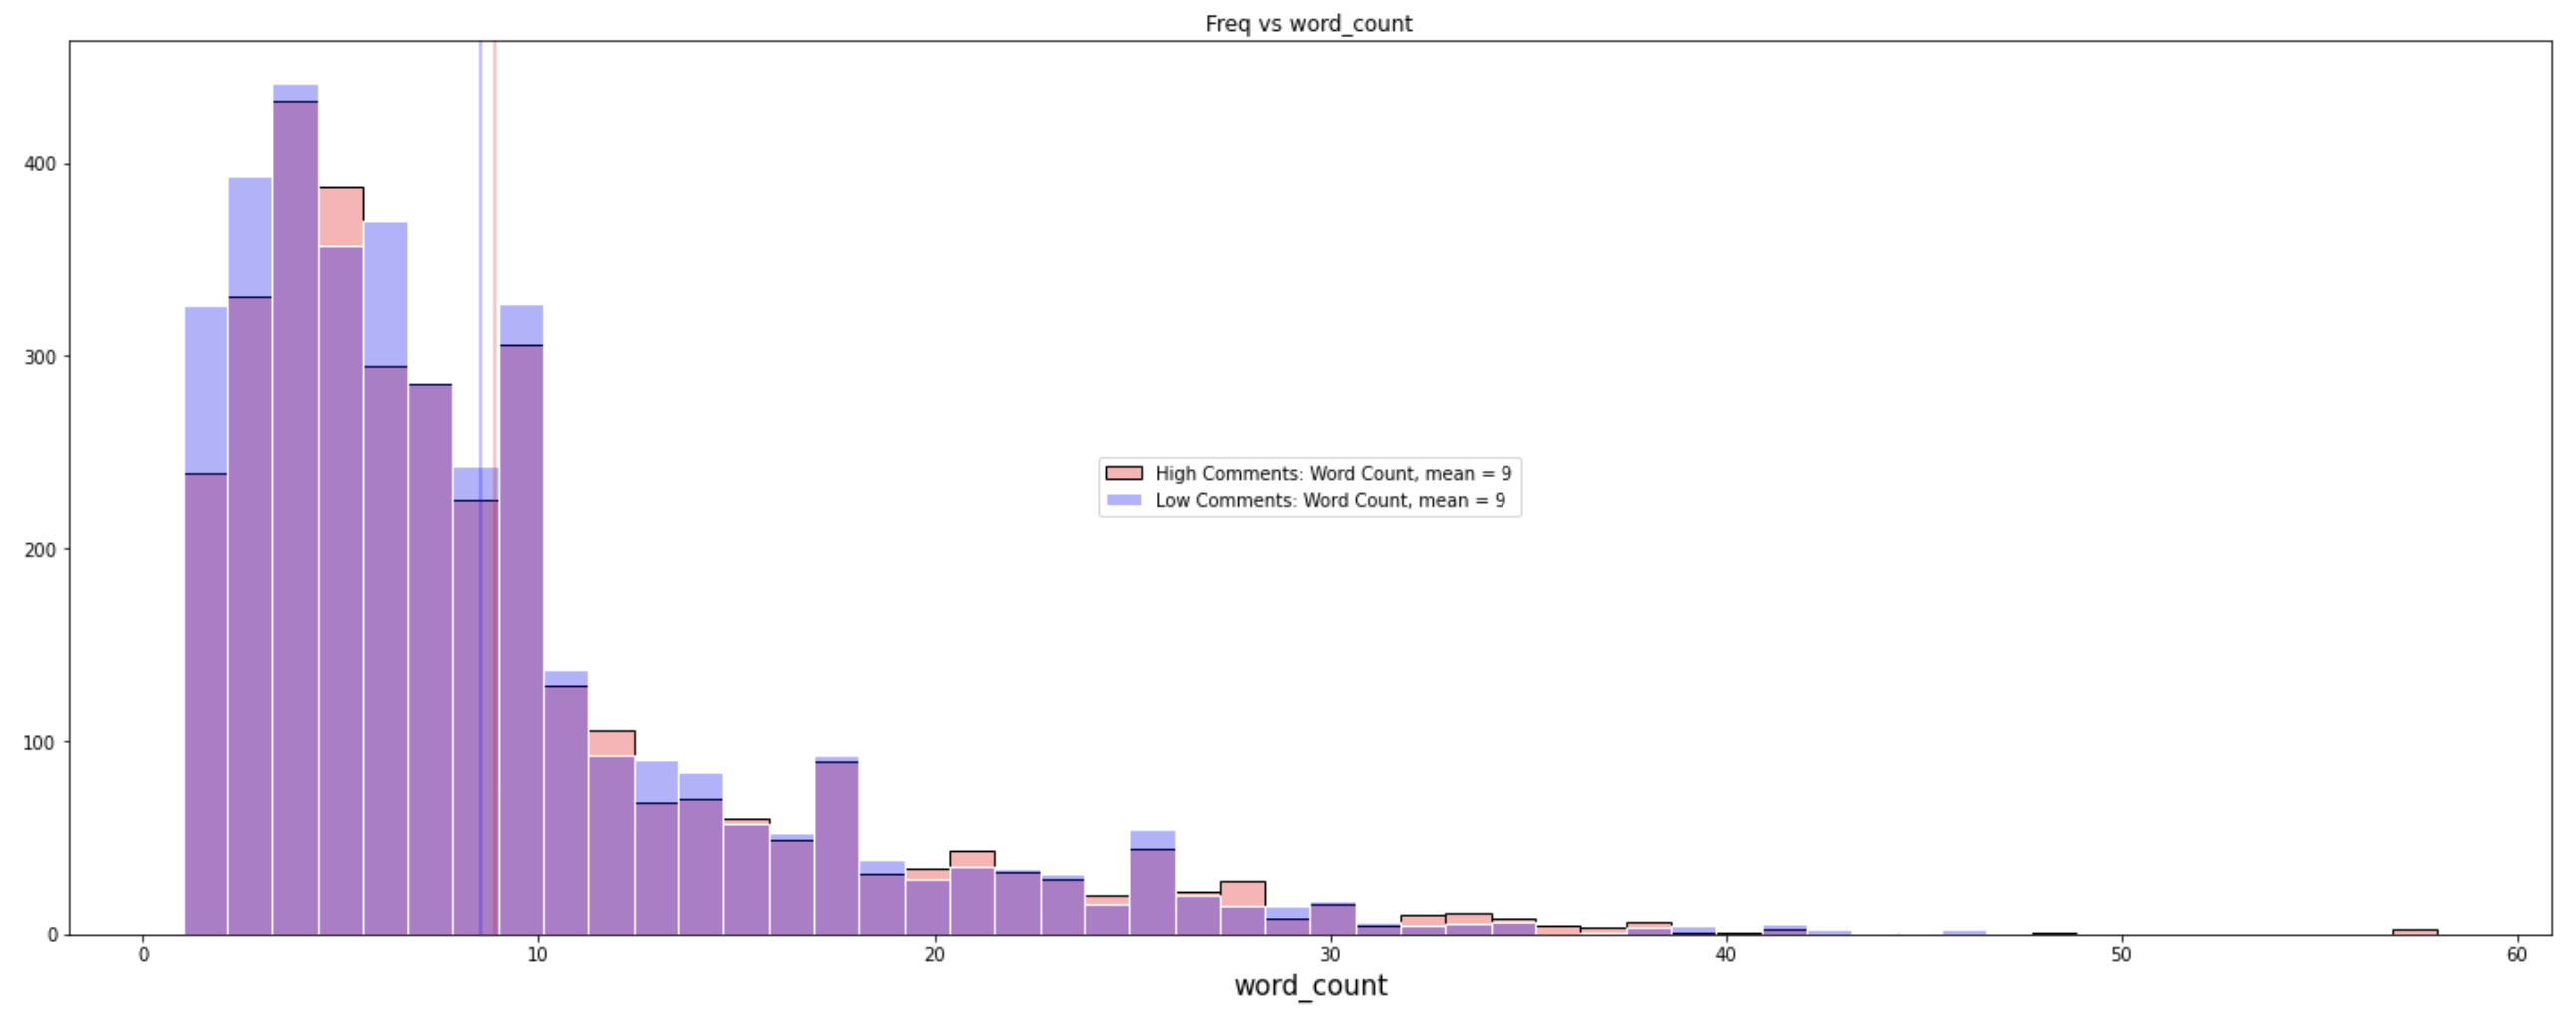 Freq vs word_count
400
300
200
100
0
High Comments: Word Count, mean = 9
Low Comments: Word Count, mean = 9
0 10 20 30 40 50 60
word_count